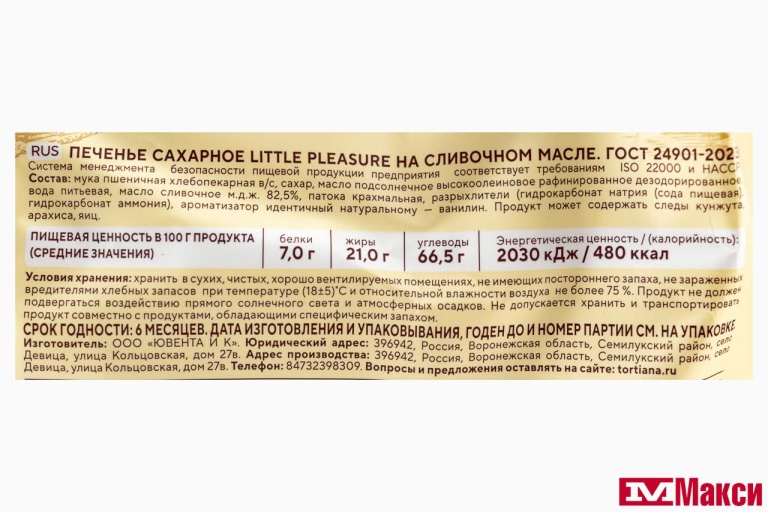 RUS ПЕЧЕНЬЕ САХАРНОЕ LITTLE PLEASURE НА СЛИВОЧНОМ МАСЛЕ. ГОСТ 24901-202
Система менеджмента безопасности пищевой продукции предприятия соответствует требованиям ISO 22000 и HACC
Состав: мука пшеничная хлебопекарная в/с, сахар, масло подсолнечное высокоолеиновое рафинированное дезодорированное,
вода питьевая, масло сливочное м.д.ж. 82,5%, патока крахмальная, разрыхлители (гидрокарбонат натрия (сода пищевая),
гидрокарбонат аммония), ароматизатор идентичный натуральному — ванилин. Продукт может содержать следы кунжута,
арахиса, яиц.
ПИЩЕВАЯ ЦЕННОСТЬ В 100 Г ПРОДУКТА
(СРЕДНИЕ ЗНАЧЕНИЯ)
белки
7,0 г
жиры
21,0 г
углеводы
66,5 г
Энергетическая ценность / (калорийность):
2030 кДж / 480 ккал
Условия хранения: хранить в сухих, чистых, хорошо вентилируемых помещениях, не имеющих постороннего запаха, не зараженных
вредителями хлебных запасов при температуре (18±5)°С и относительной влажности воздуха не более 75 %. Продукт не должен
подвергаться воздействию прямого солнечного света и атмосферных осадков. Не допускается хранить и транспортировать
продукт совместно с продуктами, обладающими специфическим запахом.
СРОК ГОДНОСТИ: 6 МЕСЯЦЕВ. ДАТА ИЗГОТОВЛЕНИЯ И УПАКОВЫВАНИЯ, ГОДЕН ДО И НОМЕР ПАРТИИ СМ. НА УПАКОВКЕ
Изготовитель: ООО «ЮВЕНТА И К». Юридический адрес: 396942, Россия, Воронежская область, Семилукский район, село
Девица, улица Кольцовская, дом 27в. Адрес производства: 396942, Россия, Воронежская область, Семилукский район, село
Девица, улица Кольцовская, дом 27в. Телефон: 84732398309. Вопросы и предложения оставлять на сайте: tortiana.ru
Макси